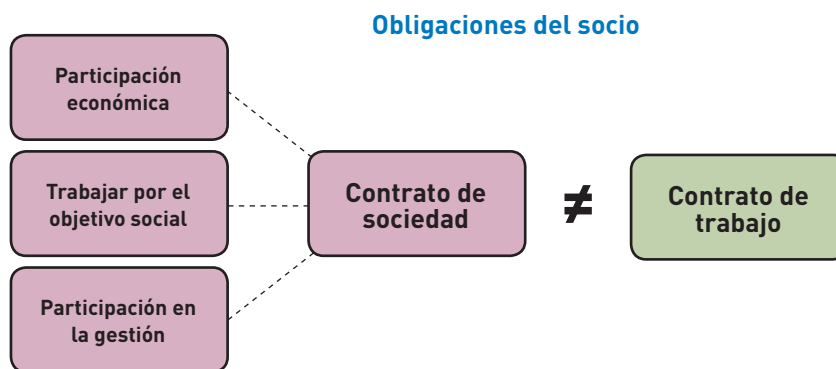 Obligaciones del socio
Participación
económica
Trabajar por el
objetivo social
Participación en
la gestión
Contrato de
sociedad
≠
Contrato de
trabajo